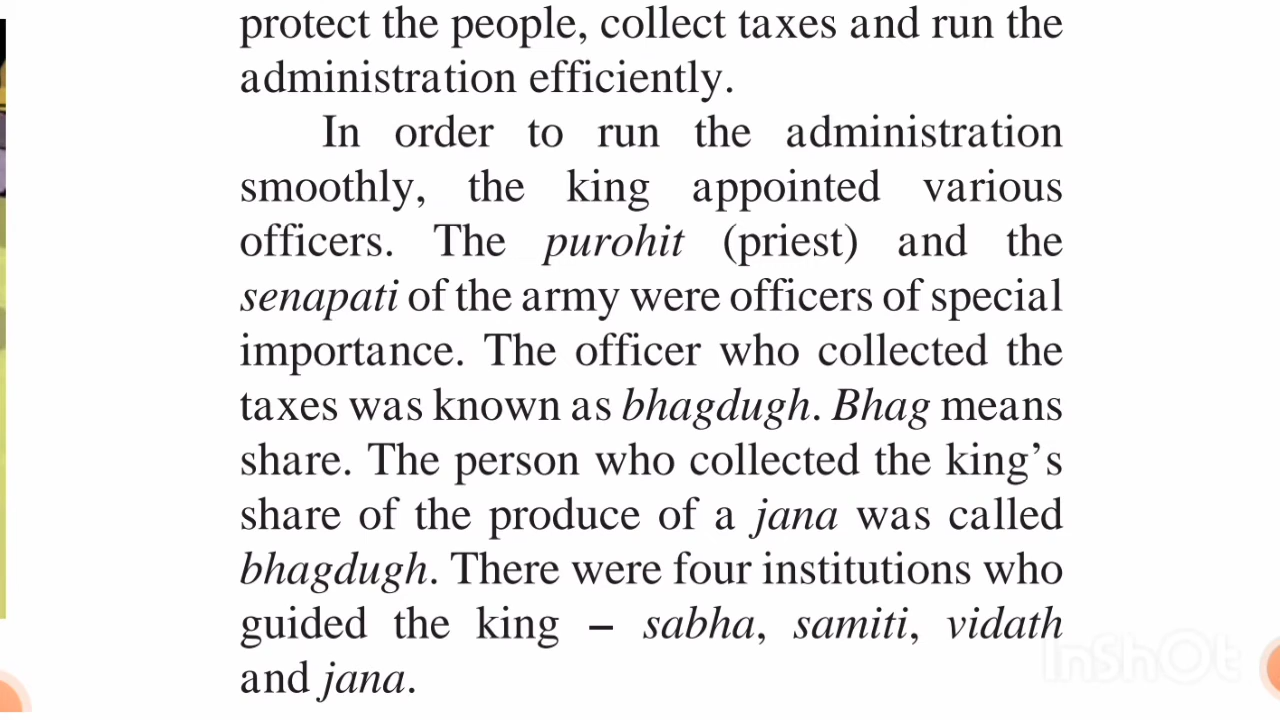 protect the people, collect taxes and run the
administration efficiently.
In order to run the administration
smoothly, the king appointed various
officers. The purohit (priest) and the
senapati of the army were officers of special
importance. The officer who collected the
taxes was known as bhagdugh. Bhag means
share. The person who collected the king’s
share of the produce of a jana was called
bhagdugh. There were four institutions who
guided the king – sabha, samiti, vidath
and jana.
InShOt